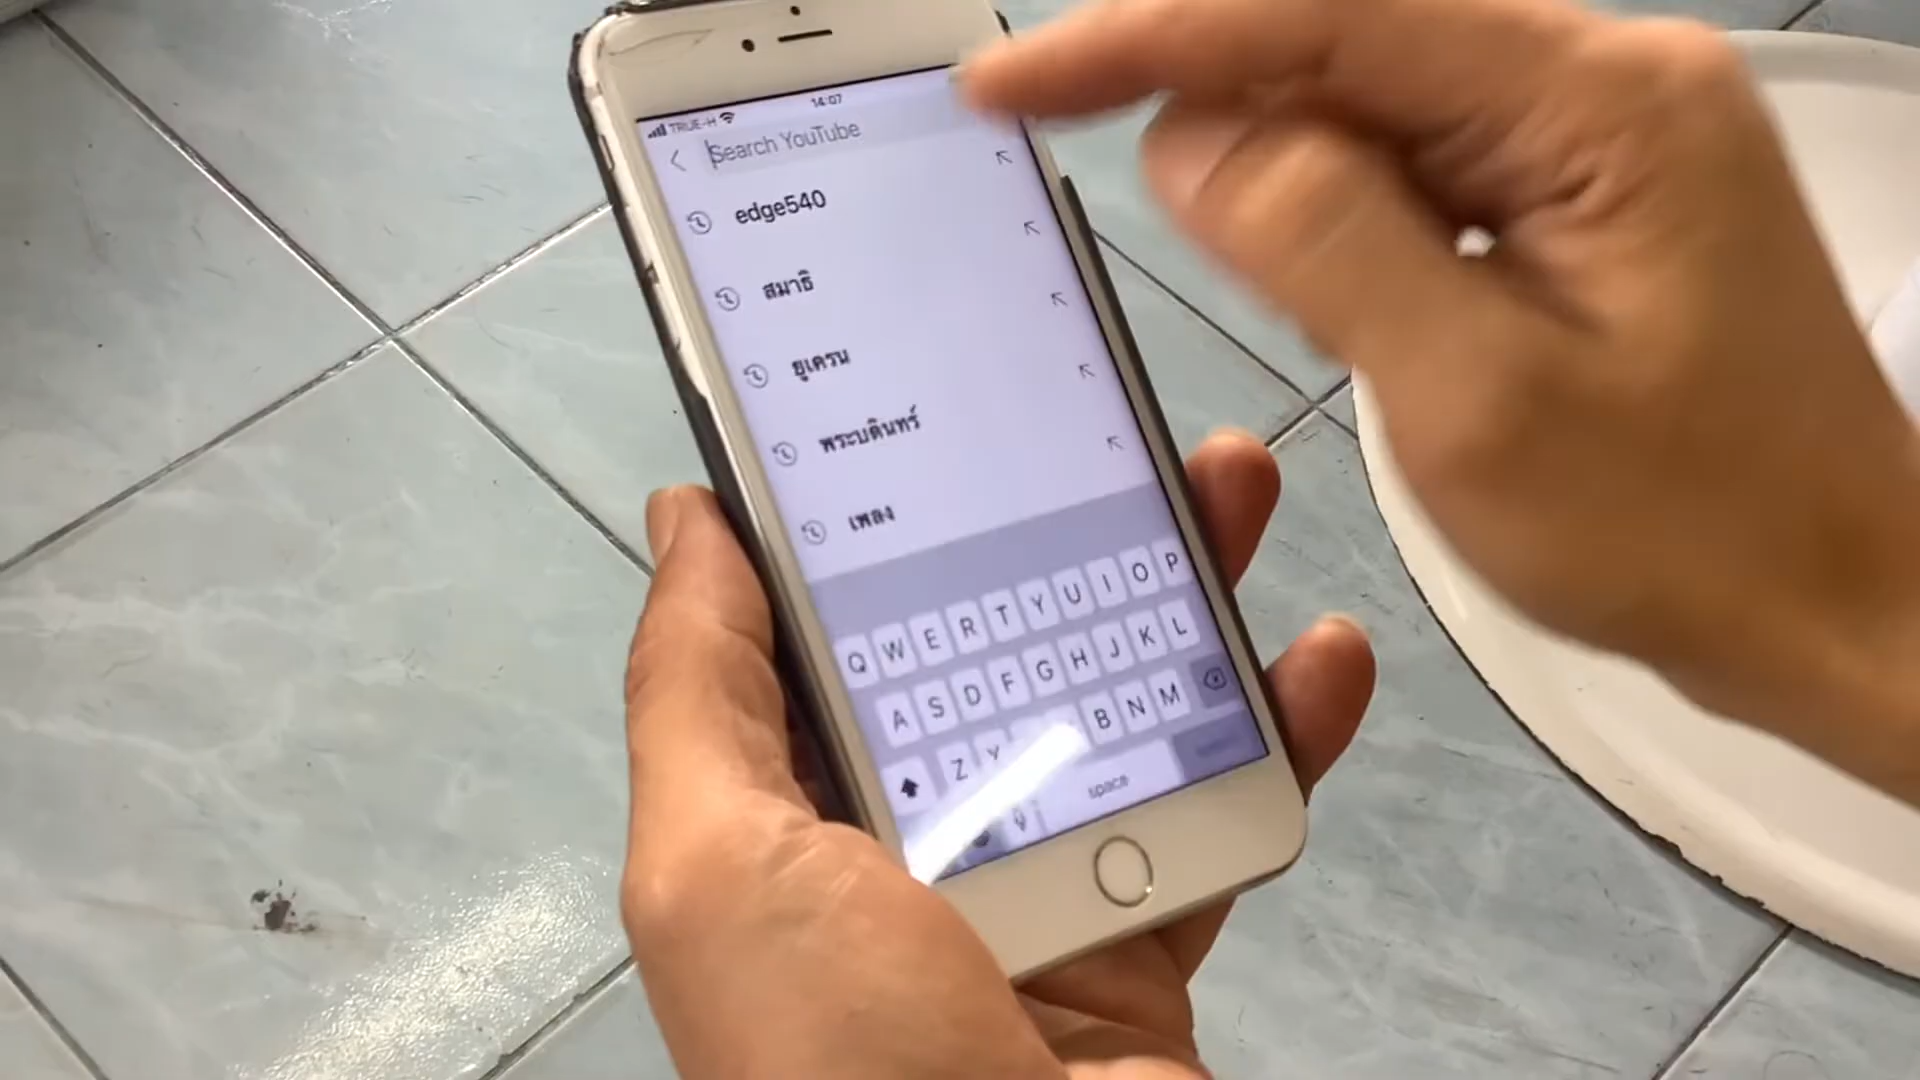 14:07
TRUE-H
Search YouTube
edge540
สมาธิ
ยูเครน
พระบดินทร์
เพลง
Q W E R T Y U I O P
A S D F G H J K L
Z B N M
space